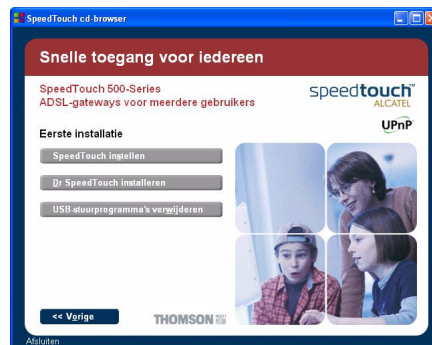 SpeedTouch cd-browser
Snelle toegang voor iedereen
SpeedTouch 500-Series
ADSL-gateways voor meerdere gebruikers
speedtouch™
ALCATEL
UPnP
Eerste installatie
SpeedTouch instellen
Dr SpeedTouch installeren
USB-stuurprogramma's verwijderen
<< Vorige
THOMSON
Afsluiten